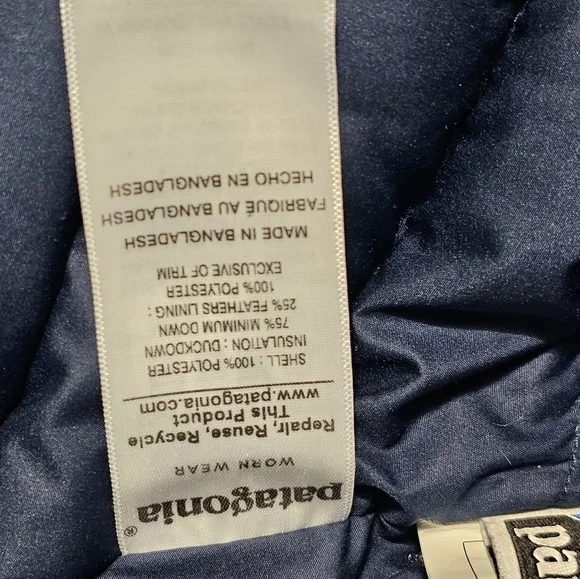 patagonia®
WORN WEAR
Repair, Reuse, Recycle
This Product
www.patagonia.com
SHELL : 100% POLYESTER
INSULATION : DUCKDOWN
75% MINIMUM DOWN
25% FEATHERS LINING :
100% POLYESTER
EXCLUSIVE OF TRIM
MADE IN BANGLADESH
FABRIQUÉ AU BANGLADESH
HECHO EN BANGLADESH
pa